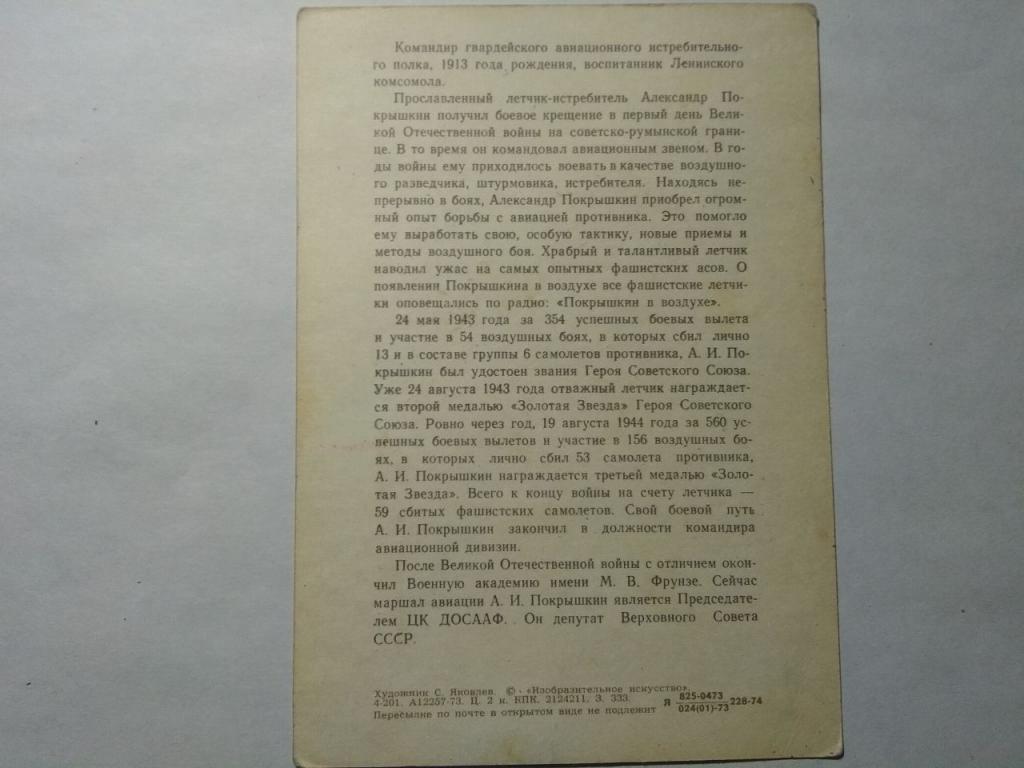 Командир гвардейского авиационного истребительно-
го полка, 1913 года рождения, воспитанник Ленинского
комсомола.
Прославленный летчик-истребитель Александр По-
крышкин получил боевое крещение в первый день Вели-
кой Отечественной войны на советско-румынской грани-
це. В то время он командовал авиационным звеном. В го-
ды войны ему приходилось воевать в качестве воздушно-
го разведчика, штурмовика, истребителя. Находясь не-
прерывно в боях, Александр Покрышкин приобрел огром-
ный опыт борьбы с авиацией противника. Это помогло
ему выработать свою, особую тактику, новые приемы и
методы воздушного боя. Храбрый и талантливый летчик
наводил ужас на самых опытных фашистских асов. О
появлении Покрышкина в воздухе все фашистские летчи-
ки оповещались по радио: «Покрышкин в воздухе».
24 мая 1943 года за 354 успешных боевых вылета
и участие в 54 воздушных боях, в которых сбил лично
13 и в составе группы 6 самолетов противника, А. И. По-
крышкин был удостоен звания Героя Советского Союза.
Уже 24 августа 1943 года отважный летчик награждает-
ся второй медалью «Золотая Звезда» Героя Советского
Союза. Ровно через год, 19 августа 1944 года за 560 ус-
пешных боевых вылетов и участие в 156 воздушных бо-
ях, в которых лично сбил 53 самолета противника,
А. И. Покрышкин награждается третьей медалью «Золо-
тая Звезда». Всего к концу войны на счету летчика —
59 сбитых фашистских самолетов. Свой боевой путь
А. И. Покрышкин закончил в должности командира
авиационной дивизии.
После Великой Отечественной войны с отличием окон-
чил Военную академию имени М. В. Фрунзе. Сейчас
маршал авиации А. И. Покрышкин является Председате-
лем ЦК ДОСААФ. Он депутат Верховного Совета
СССР.
Художник С. Яковлев. © · «Изобразительное искусство».
4-201. А12257-73. Ц. 2 к. КПК. 2124211. З. 333.
Пересылке по почте в открытом виде не подлежит
Я 825-0473 228-74
024(01)-73